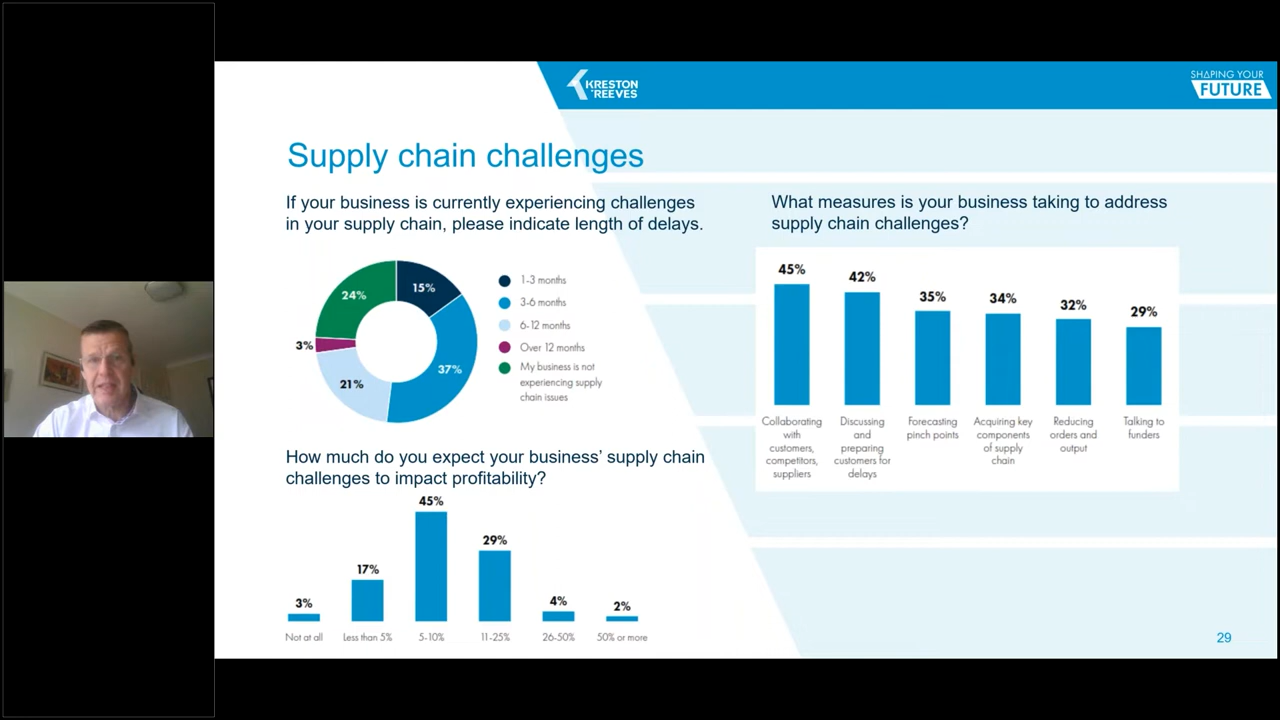 KRESTON
REEVES
SHAPING YOUR
FUTURE
Supply chain challenges
If your business is currently experiencing challenges
in your supply chain, please indicate length of delays.
15%
37%
21%
3%
24%
1-3 months
3-6 months
6-12 months
Over 12 months
My business is not
experiencing supply
chain issues
How much do you expect your business' supply chain
challenges to impact profitability?
3%
17%
45%
29%
4%
2%
Not at all
Less than 5%
5-10%
11-25%
26-50%
50% or more
What measures is your business taking to address
supply chain challenges?
45%
42%
35%
34%
32%
29%
Collaborating
with
customers,
competitors,
suppliers
Discussing
and
preparing
customers for
delays
Forecasting
pinch points
Acquiring key
components
of supply
chain
Reducing
orders and
output
Talking to
funders
29